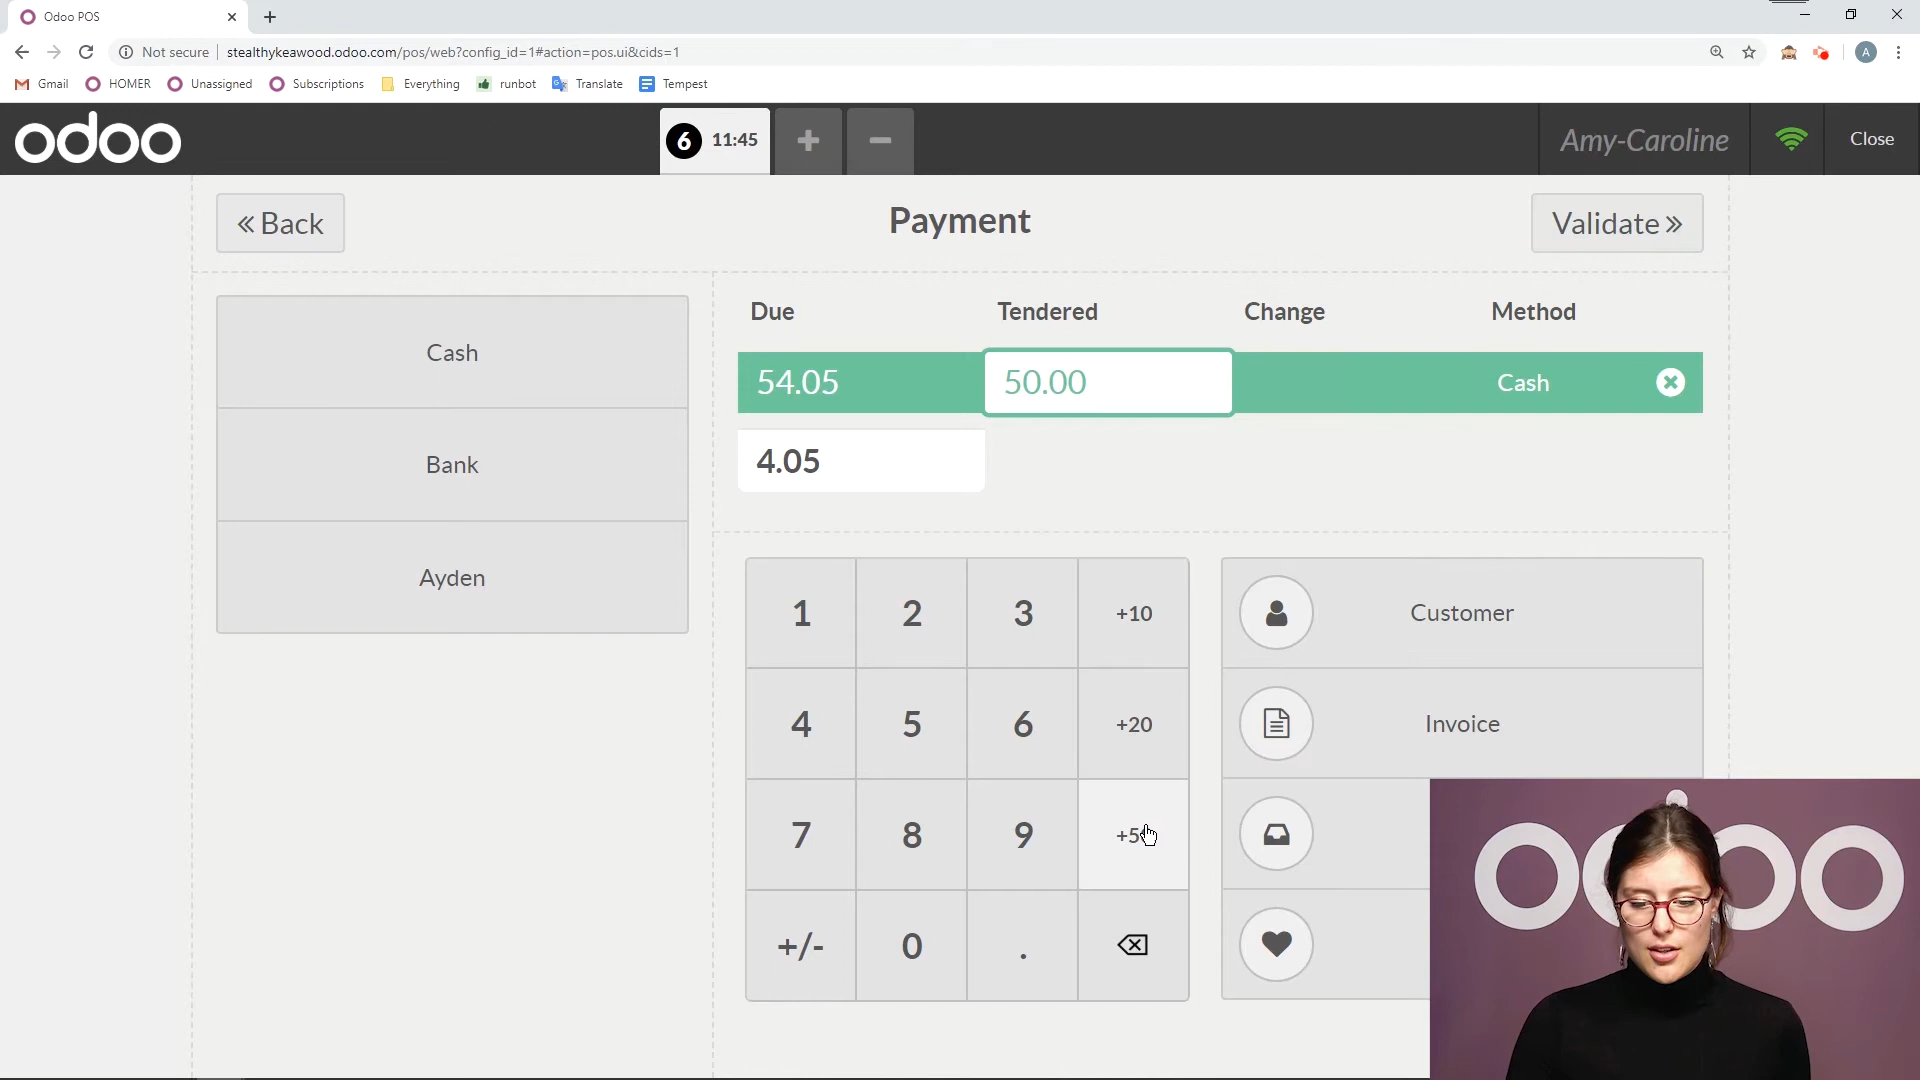 Odoo POS
Not secure stealthykeawood.odoo.com/pos/web?config_id=1#action=pos.ui&cids=1 A
Gmail HOMER Unassigned Subscriptions Everything runbot Translate Tempest
odoo 6 11:45 + − Amy-Caroline Close
Back Payment Validate
Due Tendered Change Method
54.05 50.00 Cash
4.05
Cash
Bank
Ayden
1 2 3 +10
4 5 6 +20
7 8 9
+/- 0 .
Customer
Invoice
odoo